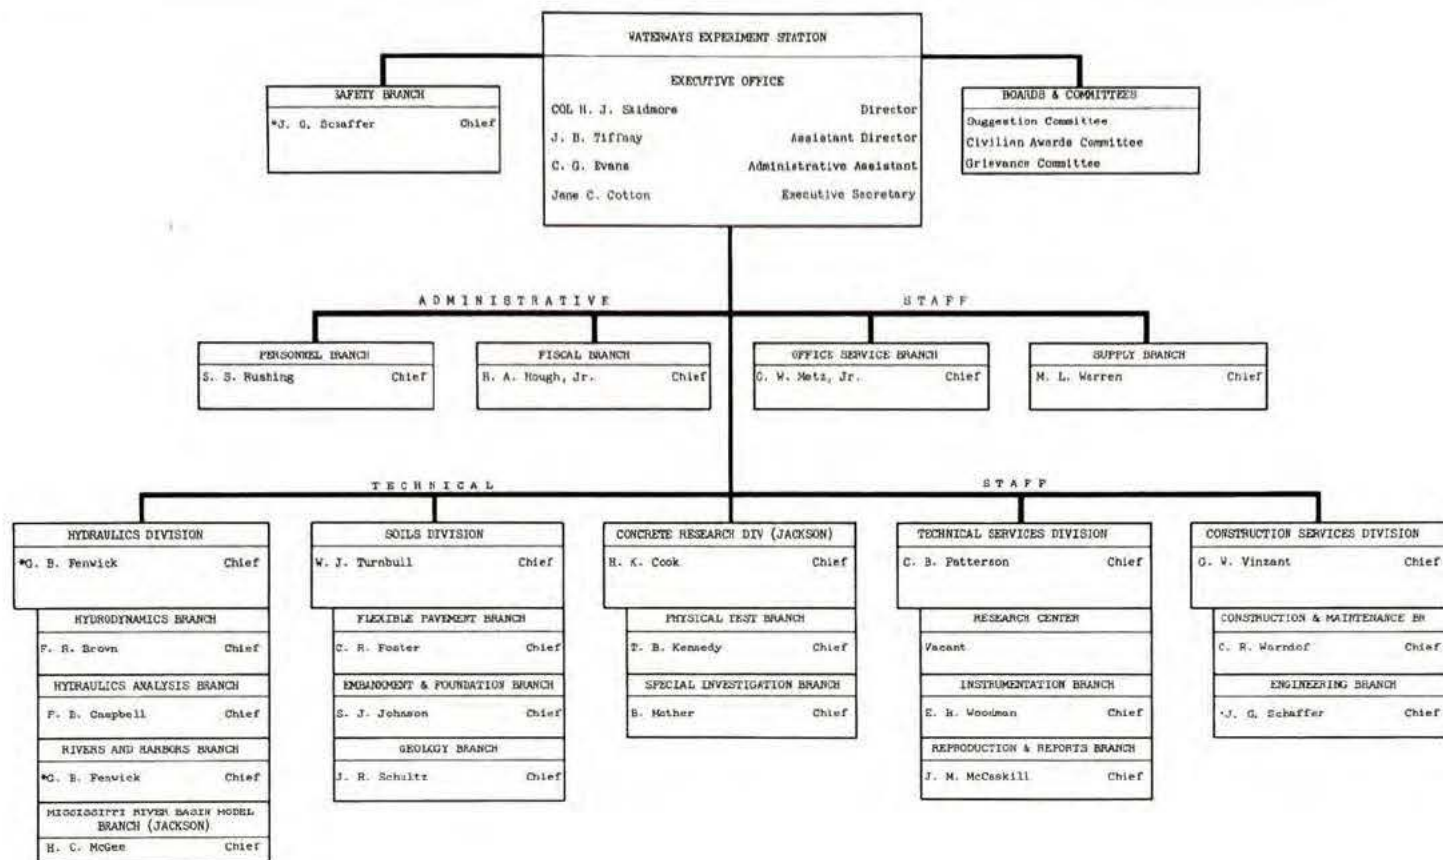 WATERWAYS EXPERIMENT STATION
EXECUTIVE OFFICE
COL H. J. Skidmore Director
J. B. Tiffany Assistant Director
C. G. Evans Administrative Assistant
Jane C. Cotton Executive Secretary
SAFETY BRANCH
*J. G. Schaffer Chief
BOARDS & COMMITTEES
Suggestion Committee
Civilian Awards Committee
Grievance Committee
ADMINISTRATIVE STAFF
PERSONNEL BRANCH
S. S. Rushing Chief
FISCAL BRANCH
R. A. Hough, Jr. Chief
OFFICE SERVICE BRANCH
C. W. Metz, Jr. Chief
SUPPLY BRANCH
M. L. Warren Chief
TECHNICAL STAFF
HYDRAULICS DIVISION
*G. B. Fenwick Chief
HYDRODYNAMICS BRANCH
F. R. Brown Chief
HYDRAULICS ANALYSIS BRANCH
F. B. Campbell Chief
RIVERS AND HARBORS BRANCH
*G. B. Fenwick Chief
MISSISSIPPI RIVER BASIN MODEL
BRANCH (JACKSON)
H. C. McGee Chief
SOILS DIVISION
W. J. Turnbull Chief
FLEXIBLE PAVEMENT BRANCH
C. R. Foster Chief
EMBANKMENT & FOUNDATION BRANCH
S. J. Johnson Chief
GEOLOGY BRANCH
J. R. Schultz Chief
CONCRETE RESEARCH DIV (JACKSON)
H. K. Cook Chief
PHYSICAL TEST BRANCH
T. B. Kennedy Chief
SPECIAL INVESTIGATION BRANCH
B. Mather Chief
TECHNICAL SERVICES DIVISION
C. B. Patterson Chief
RESEARCH CENTER
Vacant
INSTRUMENTATION BRANCH
E. H. Woodman Chief
REPRODUCTION & REPORTS BRANCH
J. M. McCaskill Chief
CONSTRUCTION SERVICES DIVISION
G. W. Vinzant Chief
CONSTRUCTION & MAINTENANCE BR
C. R. Warndof Chief
ENGINEERING BRANCH
*J. G. Schaffer Chief